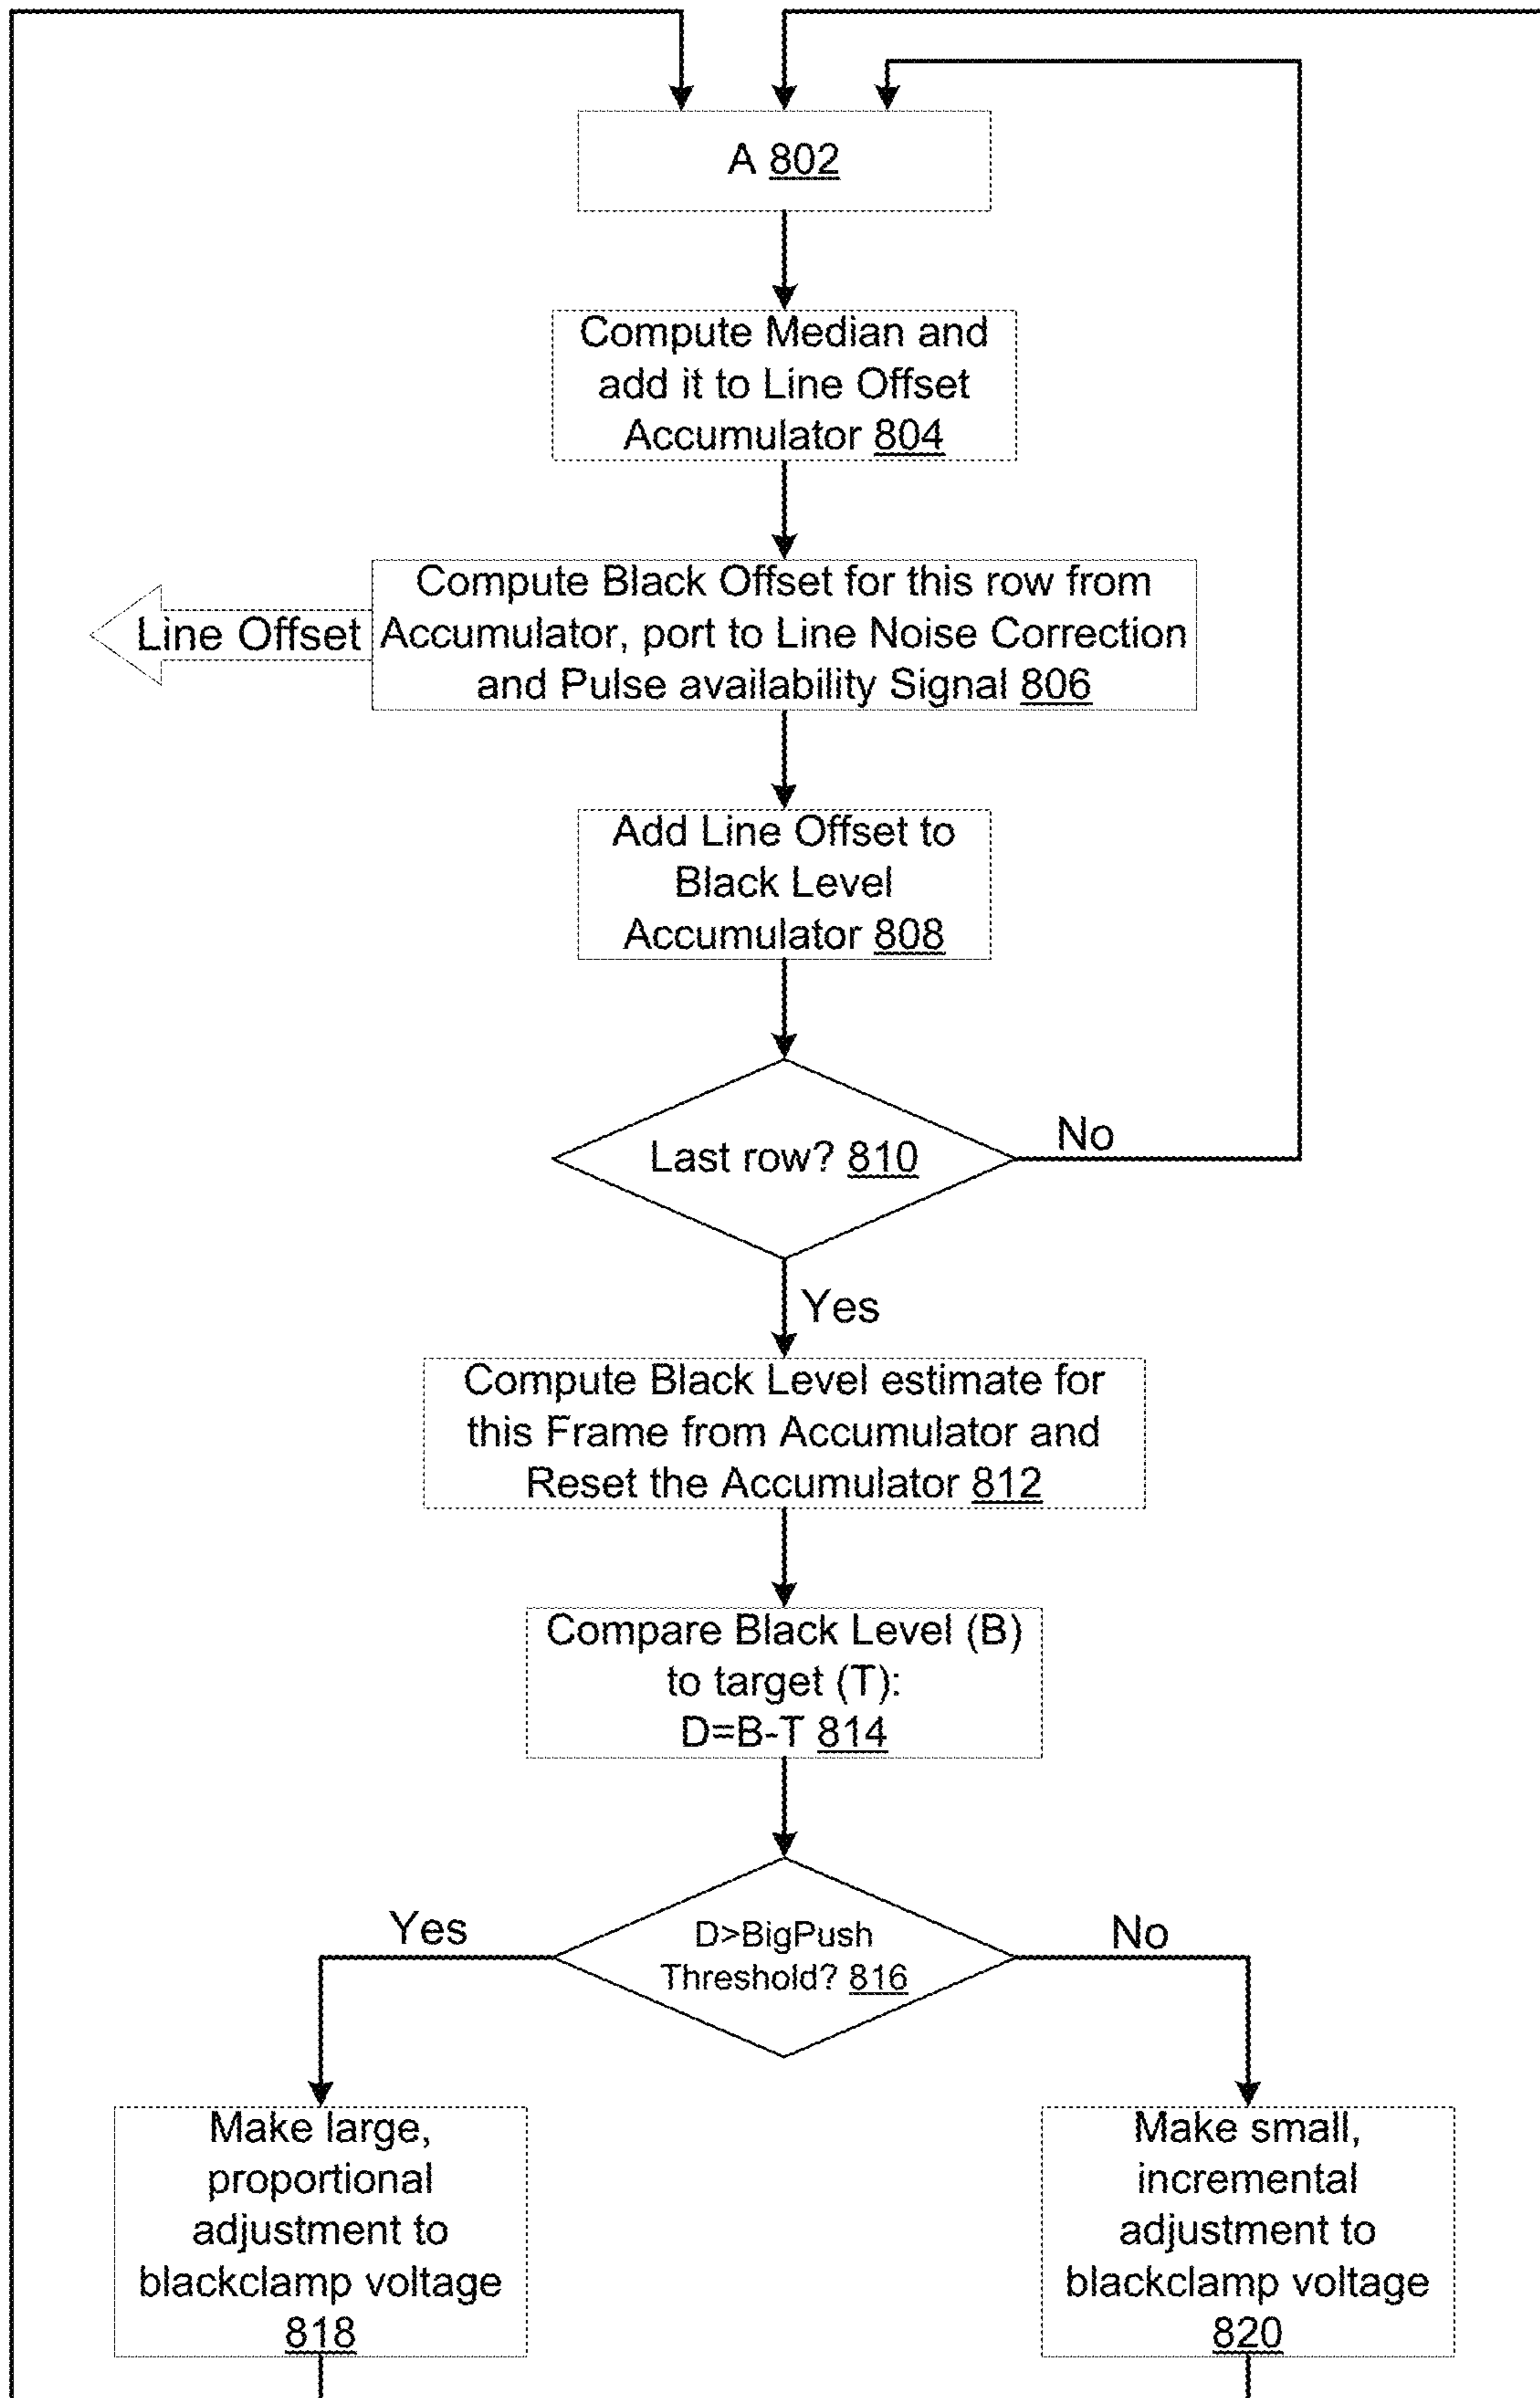 A 802
Compute Median and
add it to Line Offset
Accumulator 804
Compute Black Offset for this row from
Line Offset
Accumulator, port to Line Noise Correction
and Pulse availability Signal 806
Add Line Offset to
Black Level
Accumulator 808
Last row? 810
No
Yes
Compute Black Level estimate for
this Frame from Accumulator and
Reset the Accumulator 812
Compare Black Level (B)
to target (T):
D=B-T 814
Yes
D>BigPush
Threshold? 816
No
Make large,
proportional
adjustment to
blackclamp voltage
818
Make small,
incremental
adjustment to
blackclamp voltage
820